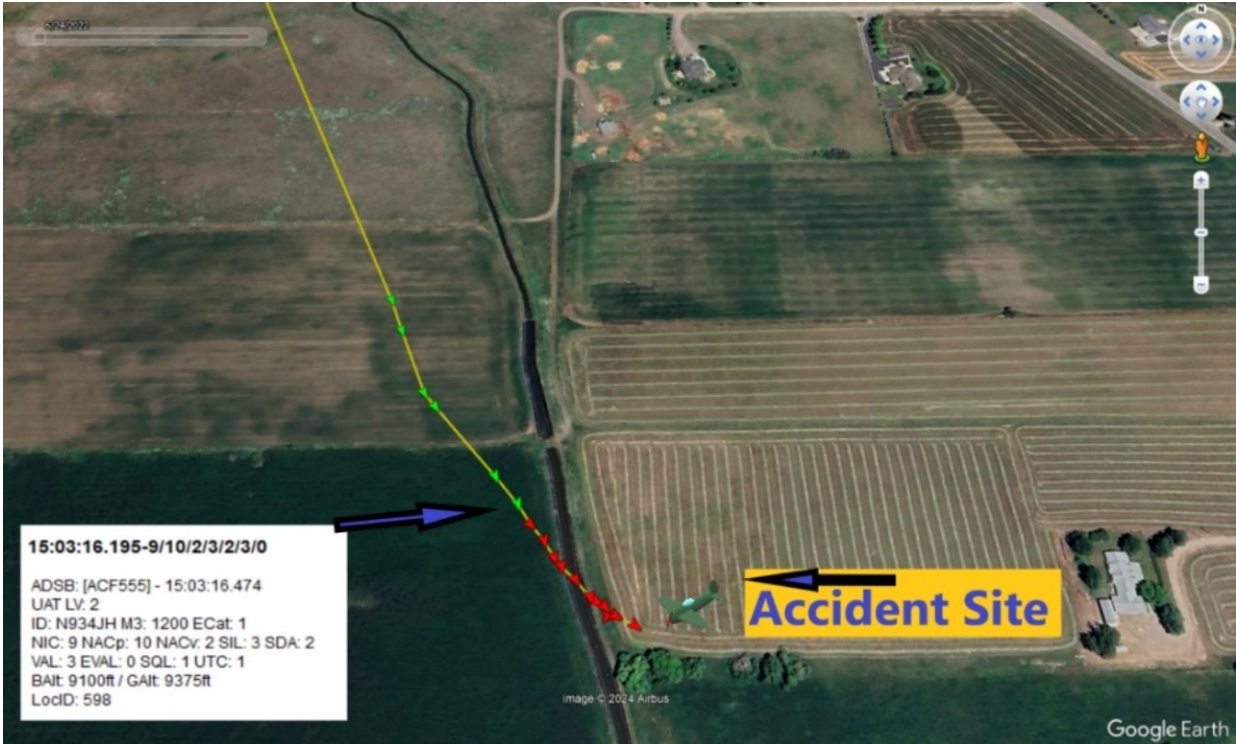 6/24/2022
N
15:03:16.195-9/10/2/3/2/3/0
ADSB: [ACF555] - 15:03:16.474
UAT LV: 2
ID: N934JH M3: 1200 ECat: 1
NIC: 9 NACp: 10 NACv: 2 SIL: 3 SDA: 2
VAL: 3 EVAL: 0 SQL: 1 UTC: 1
BAlt: 9100ft / GAlt: 9375ft
LocID: 598
Accident Site
Image © 2024 Airbus
Google Earth